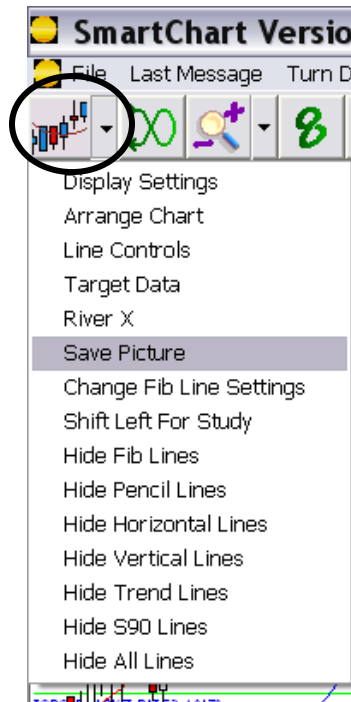 SmartChart Versio
File Last Message Turn D
8
Display Settings
Arrange Chart
Line Controls
Target Data
River X
Save Picture
Change Fib Line Settings
Shift Left For Study
Hide Fib Lines
Hide Pencil Lines
Hide Horizontal Lines
Hide Vertical Lines
Hide Trend Lines
Hide S90 Lines
Hide All Lines